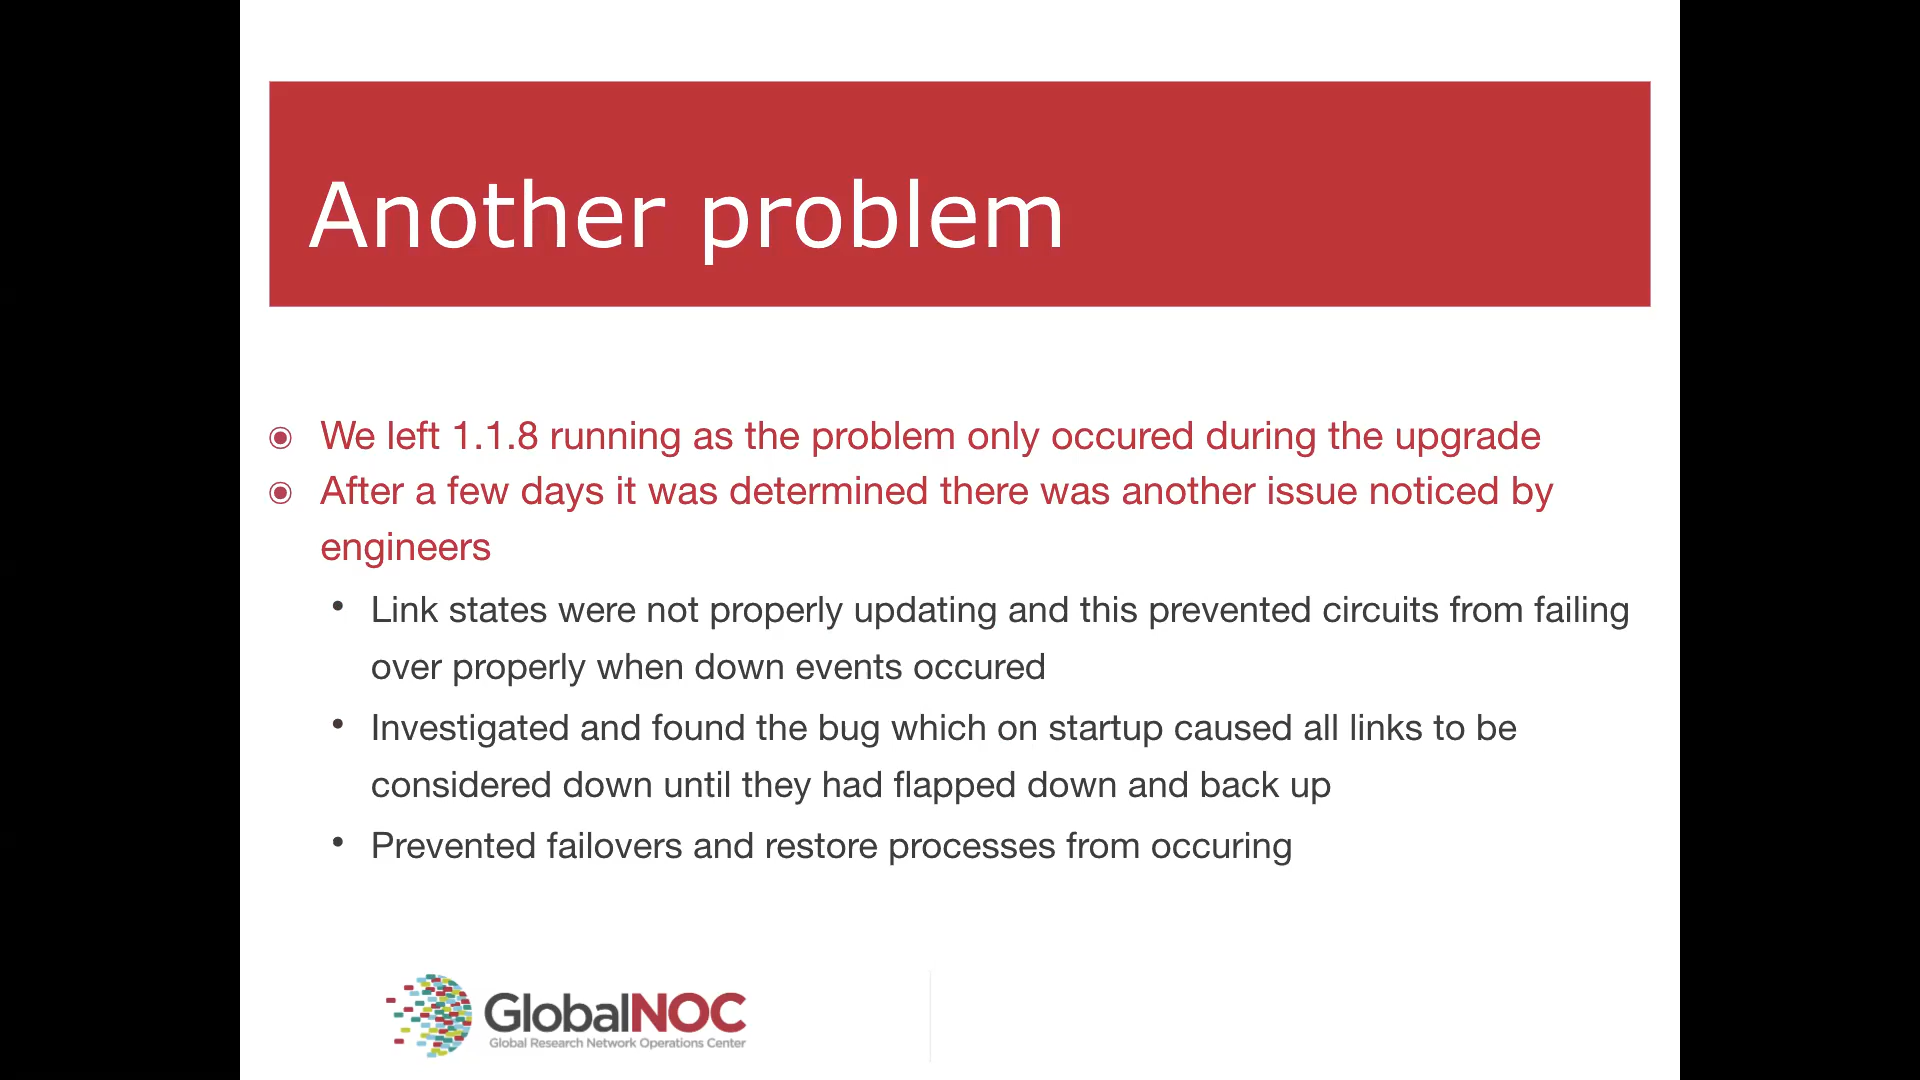 Another problem
We left 1.1.8 running as the problem only occured during the upgrade
After a few days it was determined there was another issue noticed by
engineers
Link states were not properly updating and this prevented circuits from failing
over properly when down events occured
Investigated and found the bug which on startup caused all links to be
considered down until they had flapped down and back up
Prevented failovers and restore processes from occuring
GlobalNOC
Global Research Network Operations Center